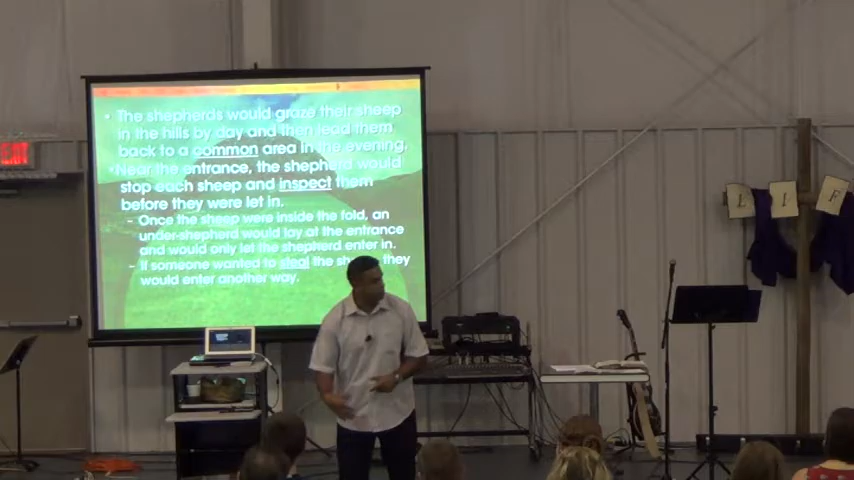 • The shepherds would graze their sheep
in the hills by day and then lead them
back to a common area in the evening.
• Near the entrance, the shepherd would
stop each sheep and inspect them
before they were let in.
– Once the sheep were inside the fold, an
under-shepherd would lay at the entrance
and would only let the shepherd enter in.
– If someone wanted to steal the they
would enter another way.
EXIT
L I F